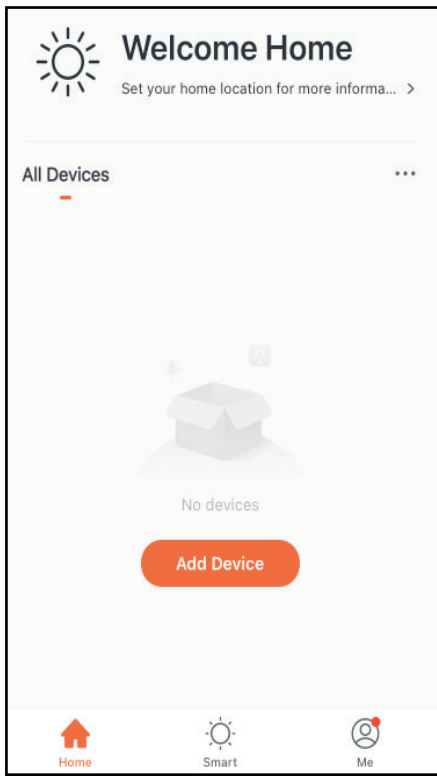 Welcome Home
Set your home location for more informa... >
All Devices
No devices
Add Device
Home
Smart
Me